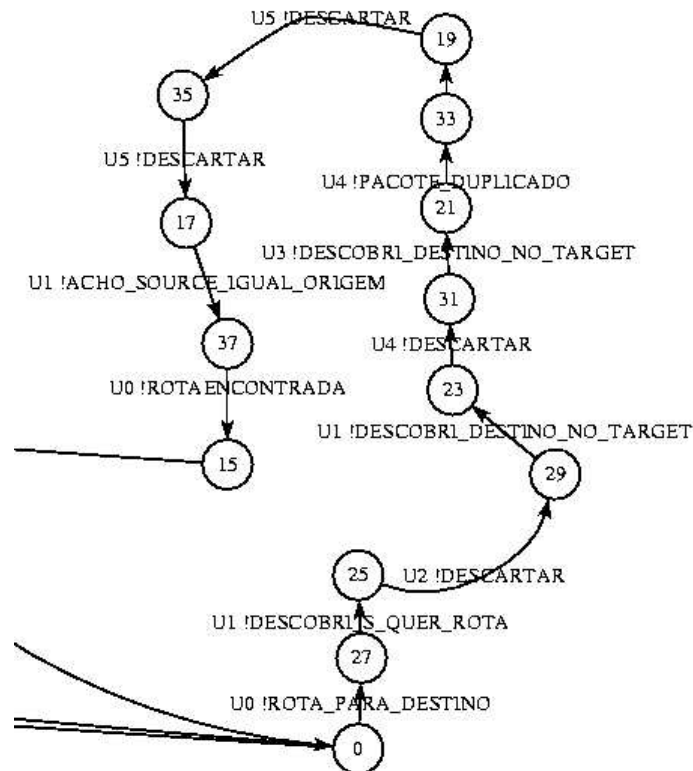 U5 !DESCARTAR
19
35
33
U5 !DESCARTAR
U4 !PACOTE_DUPLICADO
17
21
U3 !DESCOBRI_DESTINO_NO_TARGET
U1 !ACHO_SOURCE_IGUAL_ORIGEM
31
37
U4 !DESCARTAR
U0 !ROTAENCONTRADA
23
U1 !DESCOBRI_DESTINO_NO_TARGET
15
29
25
U2 !DESCARTAR
U1 !DESCOBRI_S_QUER_ROTA
27
U0 !ROTA_PARA_DESTINO
0